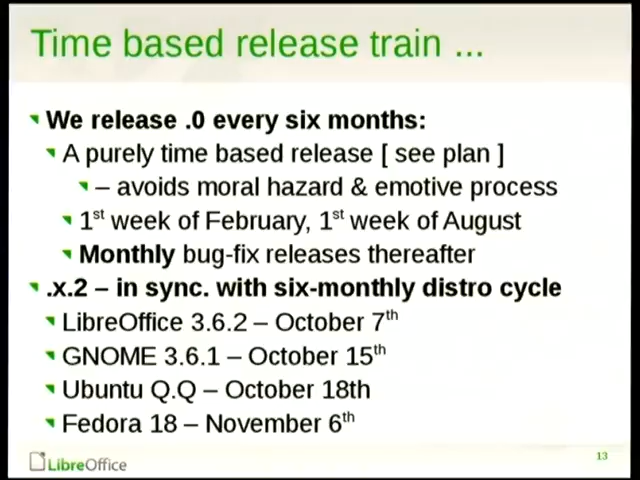 Time based release train ...
We release .0 every six months:
A purely time based release [ see plan ]
– avoids moral hazard & emotive process
1st week of February, 1st week of August
Monthly bug-fix releases thereafter
.x.2 – in sync. with six-monthly distro cycle
LibreOffice 3.6.2 – October 7th
GNOME 3.6.1 – October 15th
Ubuntu Q.Q – October 18th
Fedora 18 – November 6th
LibreOffice
13